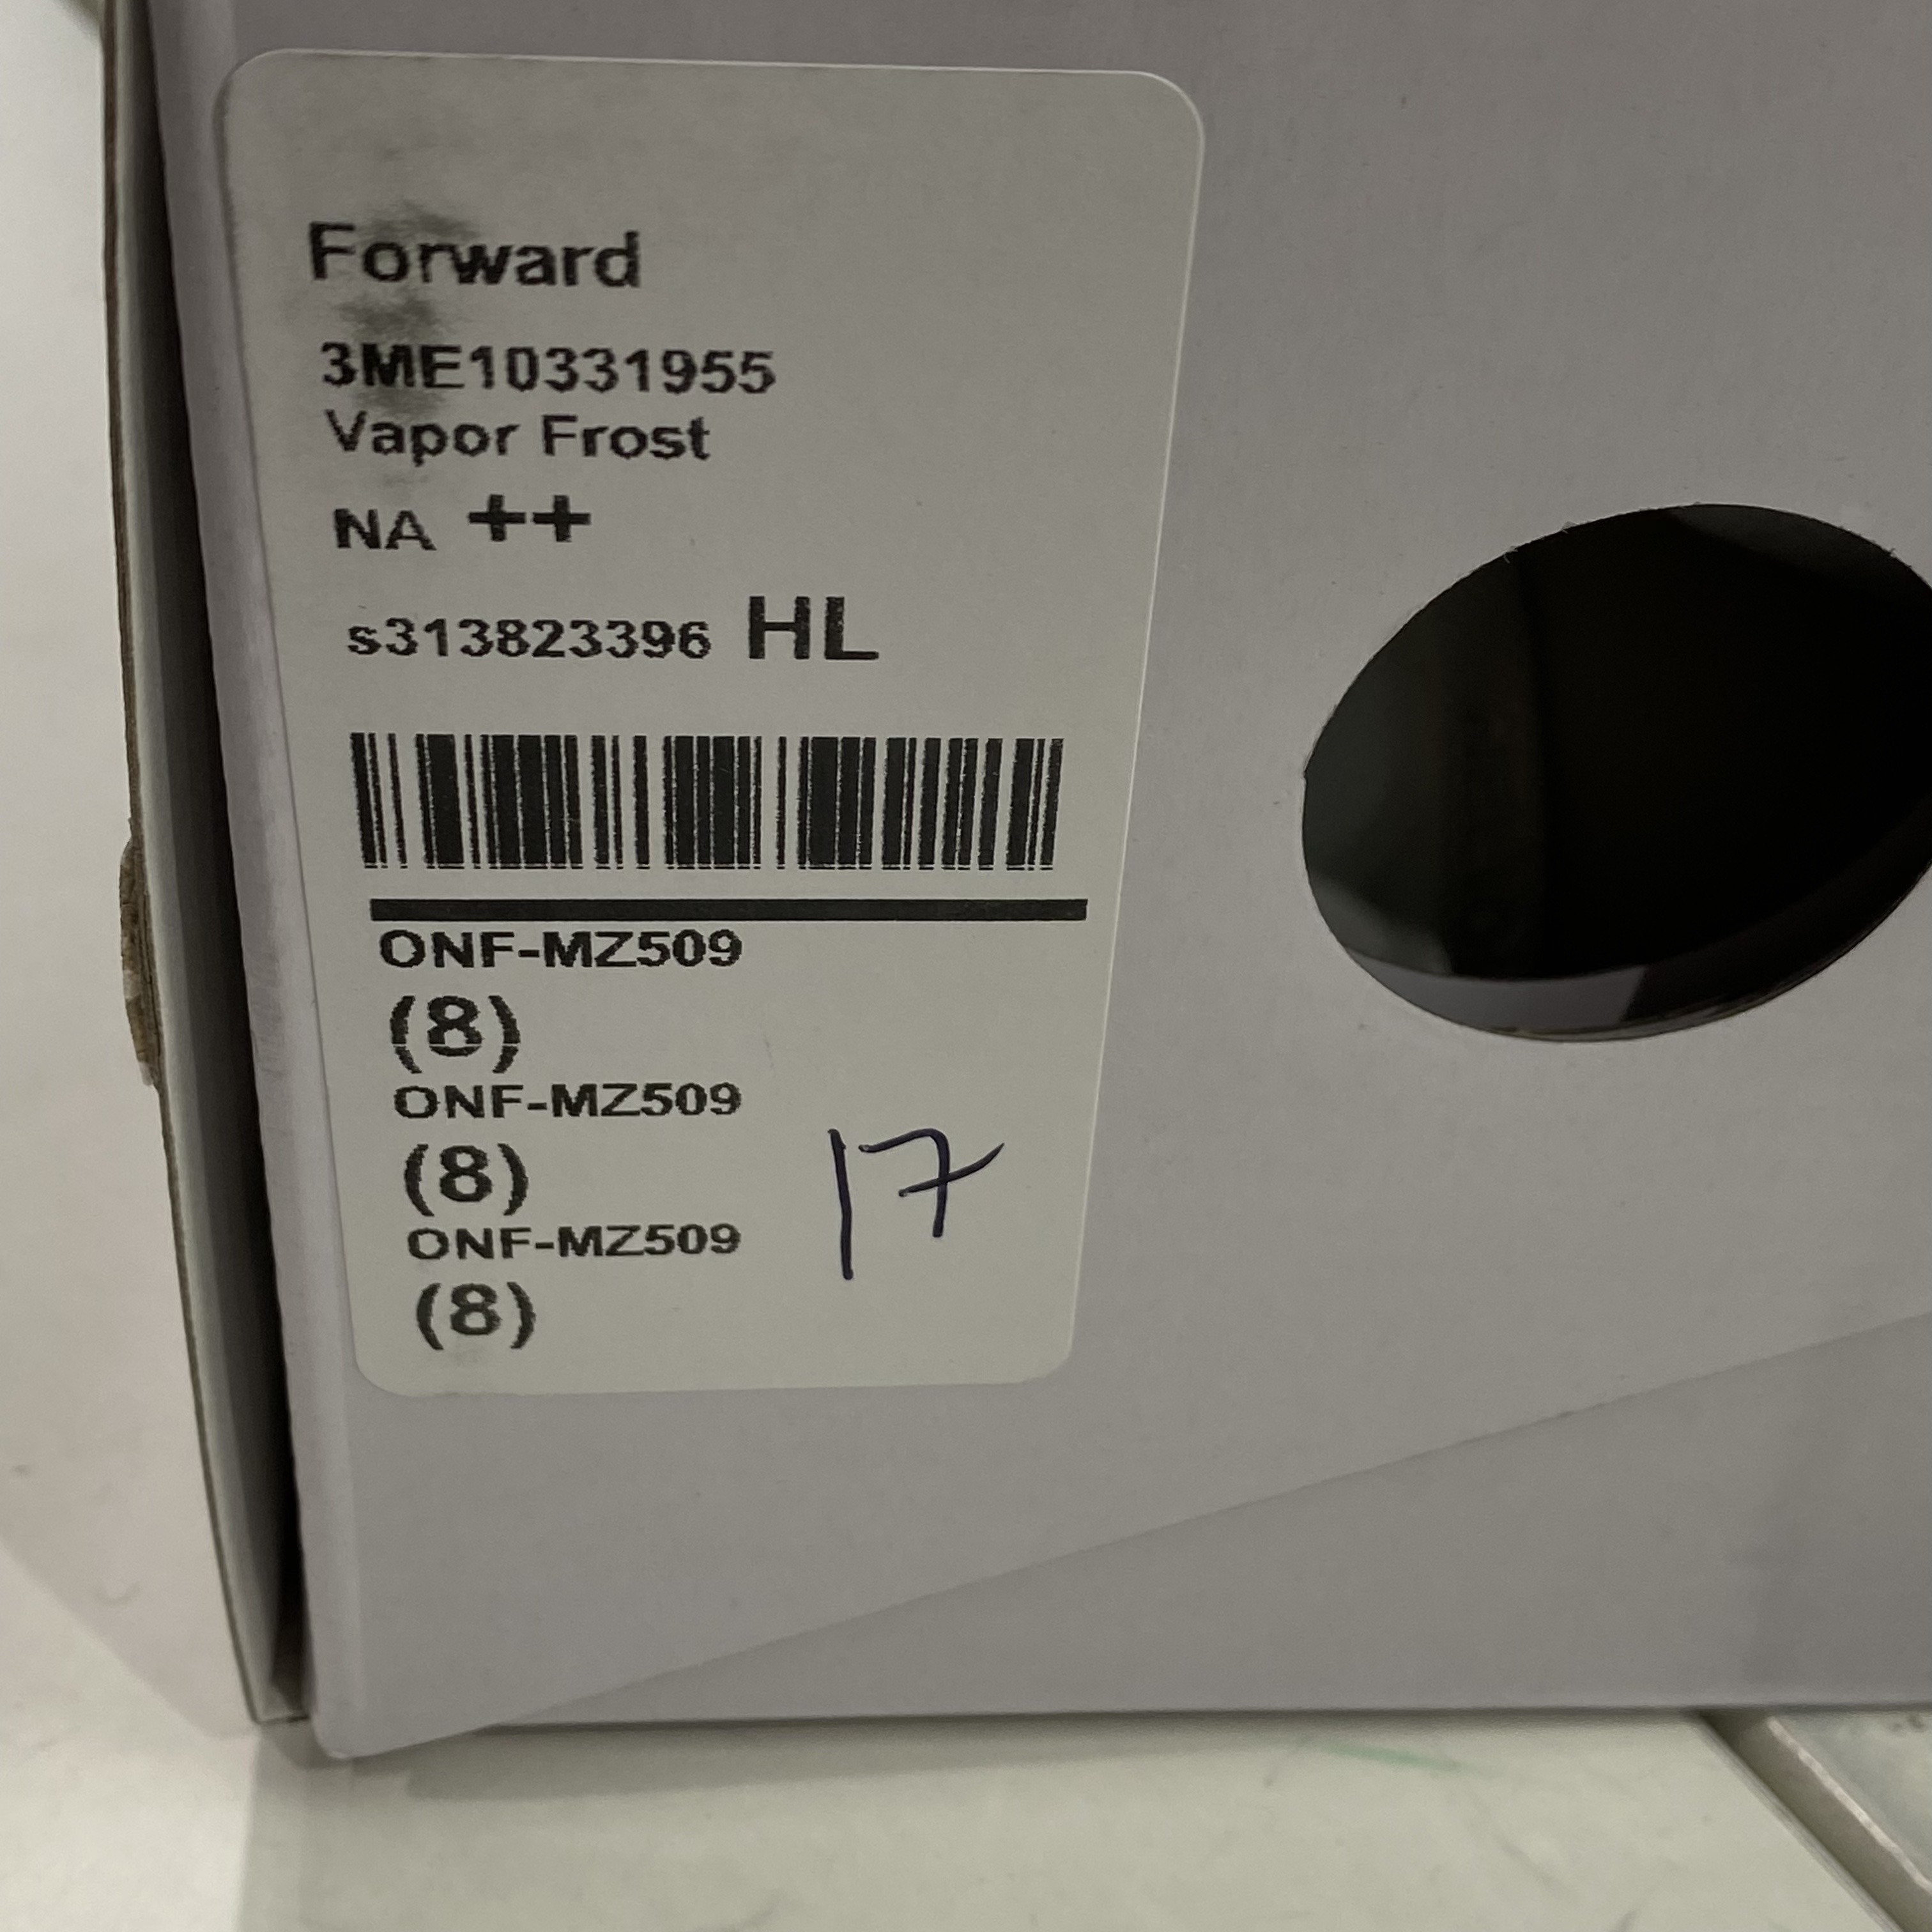 Forward
3ME10331955
Vapor Frost
NA ++
s313823396 HL
ONF-MZ509
(8)
ONF-MZ509
(8)
17
ONF-MZ509
(8)